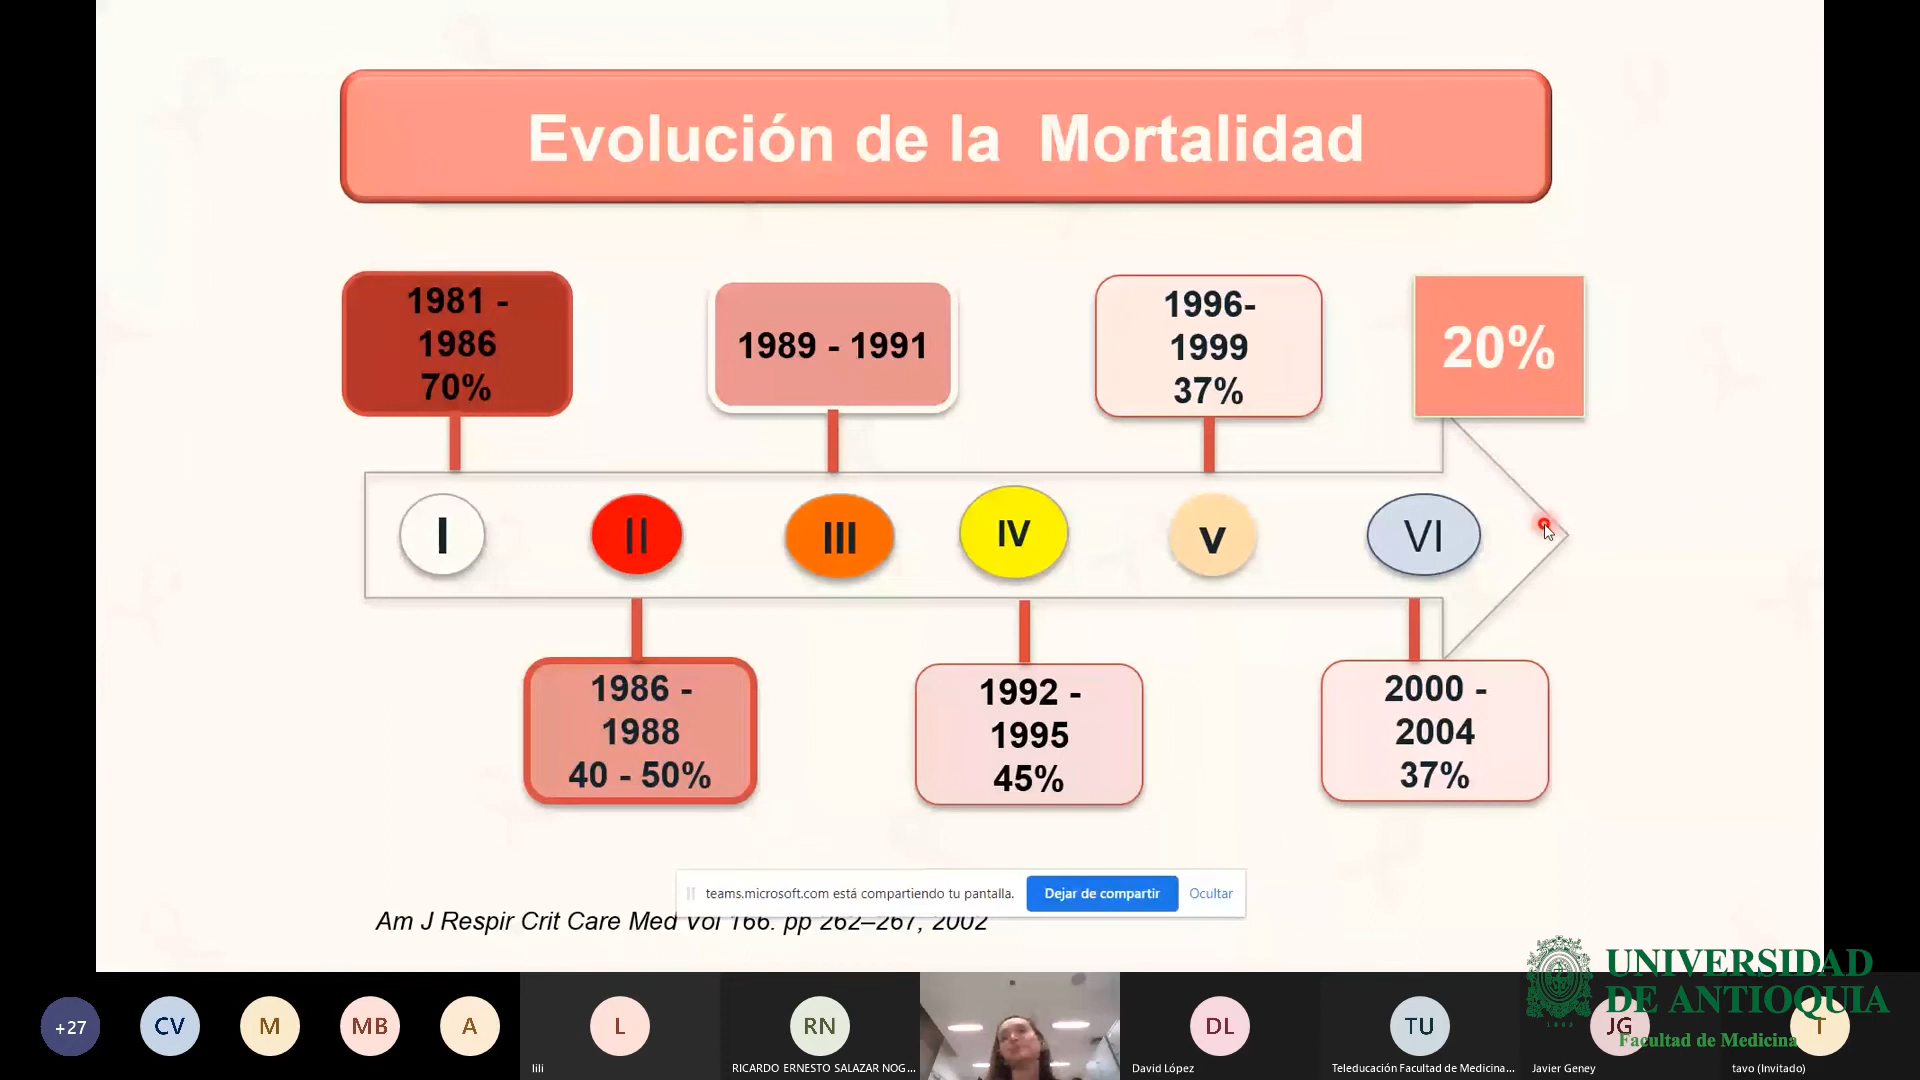 Evolución de la Mortalidad
1981 -
1986
70%
1989 - 1991
1996-
1999
37%
20%
I
II
III
IV
V
VI
1986 -
1988
40 - 50%
1992 -
1995
45%
2000 -
2004
37%
teams.microsoft.com está compartiendo tu pantalla.
Dejar de compartir
Ocultar
Am J Respir Crit Care Med Vol 166. pp 262–267, 2002
UNIVERSIDAD
DE ANTIOQUIA
1803
Facultad de Medicina
+27
CV
M
MB
A
L
RN
DL
TU
JG
T
lili
RICARDO ERNESTO SALAZAR NOG...
David López
Teleducación Facultad de Medicina...
Javier Geney
tavo (Invitado)